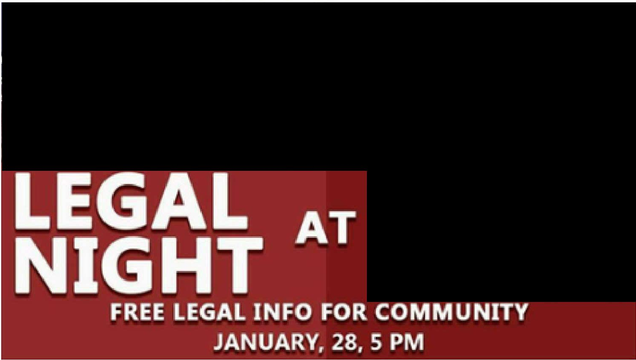 LEGAL
NIGHT AT
FREE LEGAL INFO FOR COMMUNITY
JANUARY, 28, 5 PM